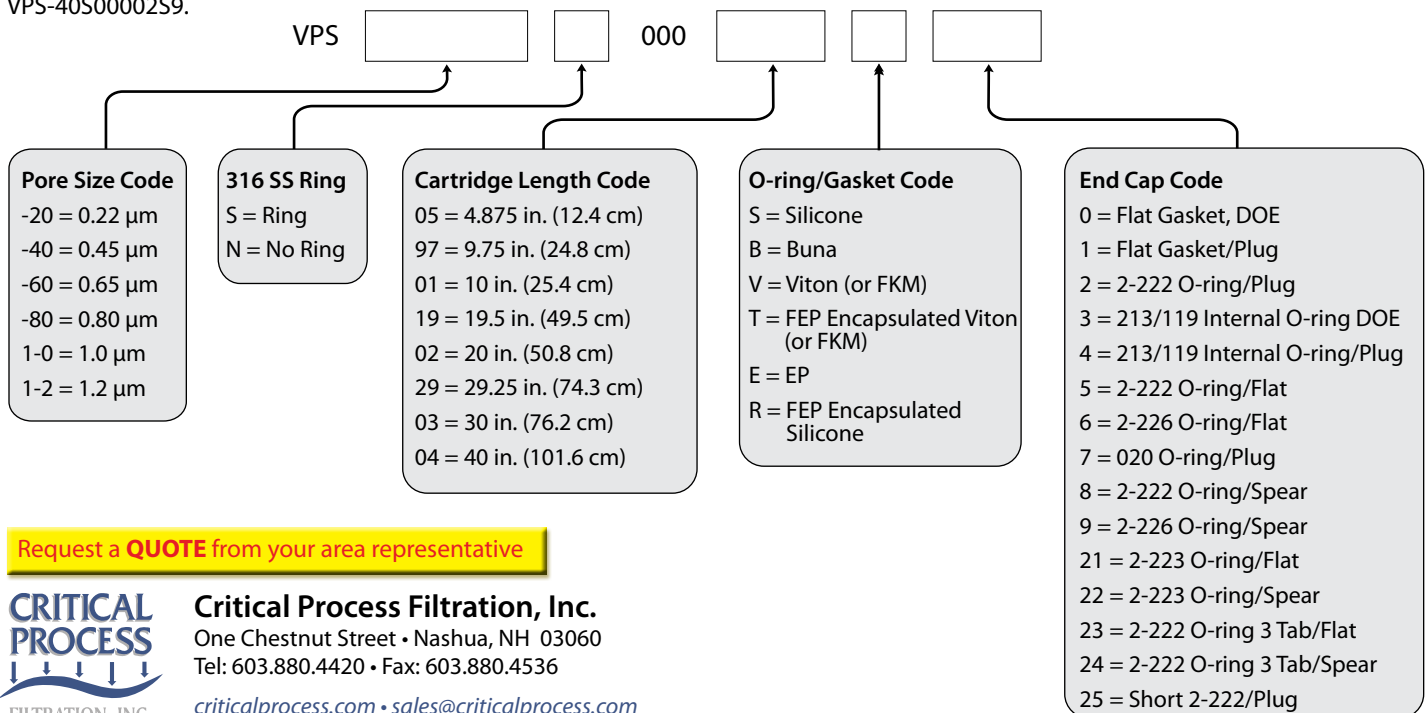 VPS-40S00002S9.
VPS 000
Pore Size Code
-20 = 0.22 µm
-40 = 0.45 µm
-60 = 0.65 µm
-80 = 0.80 µm
1-0 = 1.0 µm
1-2 = 1.2 µm
316 SS Ring
S = Ring
N = No Ring
Cartridge Length Code
05 = 4.875 in. (12.4 cm)
97 = 9.75 in. (24.8 cm)
01 = 10 in. (25.4 cm)
19 = 19.5 in. (49.5 cm)
02 = 20 in. (50.8 cm)
29 = 29.25 in. (74.3 cm)
03 = 30 in. (76.2 cm)
04 = 40 in. (101.6 cm)
O-ring/Gasket Code
S = Silicone
B = Buna
V = Viton (or FKM)
T = FEP Encapsulated Viton
(or FKM)
E = EP
R = FEP Encapsulated
Silicone
End Cap Code
0 = Flat Gasket, DOE
1 = Flat Gasket/Plug
2 = 2-222 O-ring/Plug
3 = 213/119 Internal O-ring DOE
4 = 213/119 Internal O-ring/Plug
5 = 2-222 O-ring/Flat
6 = 2-226 O-ring/Flat
7 = 020 O-ring/Plug
8 = 2-222 O-ring/Spear
9 = 2-226 O-ring/Spear
21 = 2-223 O-ring/Flat
22 = 2-223 O-ring/Spear
23 = 2-222 O-ring 3 Tab/Flat
24 = 2-222 O-ring 3 Tab/Spear
25 = Short 2-222/Plug
Request a QUOTE from your area representative
CRITICAL
PROCESS
FILTRATION, INC.
Critical Process Filtration, Inc.
One Chestnut Street • Nashua, NH 03060
Tel: 603.880.4420 • Fax: 603.880.4536
criticalprocess.com • sales@criticalprocess.com